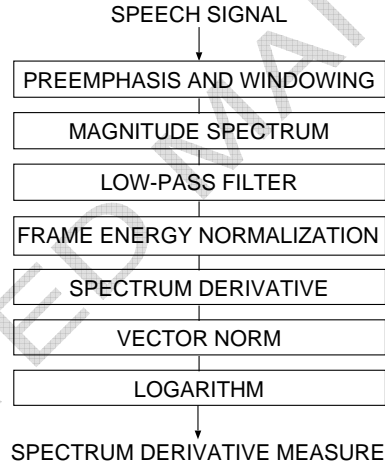 SPEECH SIGNAL
PREEMPHASIS AND WINDOWING
MAGNITUDE SPECTRUM
LOW-PASS FILTER
FRAME ENERGY NORMALIZATION
SPECTRUM DERIVATIVE
VECTOR NORM
LOGARITHM
SPECTRUM DERIVATIVE MEASURE